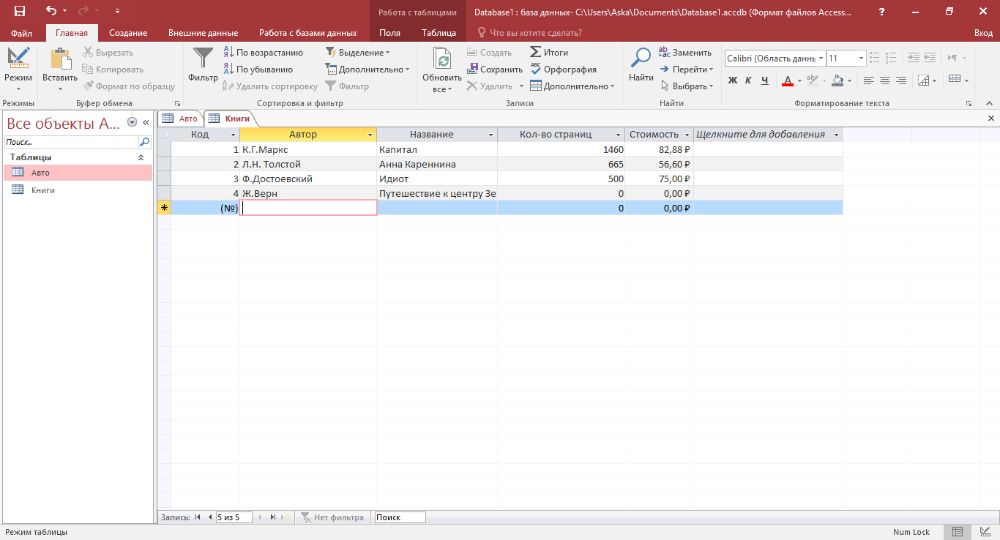 Работа с таблицами
Database1 : база данных- C:\Users\Aska\Documents\Database1.accdb (Формат файлов Access...
?
Файл Главная Создание Внешние данные Работа с базами данных Поля Таблица Что вы хотите сделать? Вход
Режим
Режимы
Вставить
Вырезать
Копировать
Формат по образцу
Буфер обмена
Фильтр
По возрастанию
По убыванию
Удалить сортировку
Выделение
Дополнительно
Фильтр
Сортировка и фильтр
Обновить
все
Создать
Сохранить
Удалить
Итоги
Орфография
Дополнительно
Записи
Найти
Заменить
Перейти
Выбрать
Найти
Calibri (Область даннь 11
Ж К Ч А
Форматирование текста
Все объекты A...
Поиск...
Таблицы
Авто
Книги
Авто Книги
Код Автор Название Кол-во страниц Стоимость Щелкните для добавления
1 К.Г.Маркс Капитал 1460 82,88 ₽
2 Л.Н. Толстой Анна Кареннина 665 56,60 ₽
3 Ф.Достоевский Идиот 500 75,00 ₽
4 Ж.Верн Путешествие к центру Зе 0 0,00 ₽
(№) 0 0,00 ₽
Запись: 5 из 5 Нет фильтра Поиск
Режим таблицы Num Lock